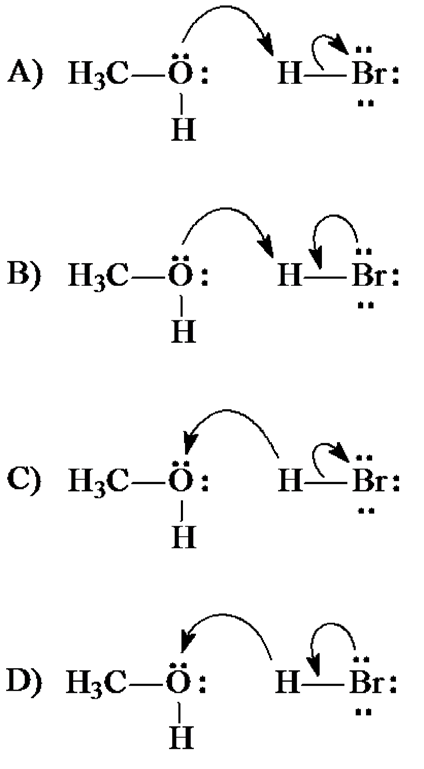 A) H₃C—Ö: H—Br:
H
B) H₃C—Ö: H—Br:
H
C) H₃C—Ö: H—Br:
H
D) H₃C—Ö: H—Br:
H